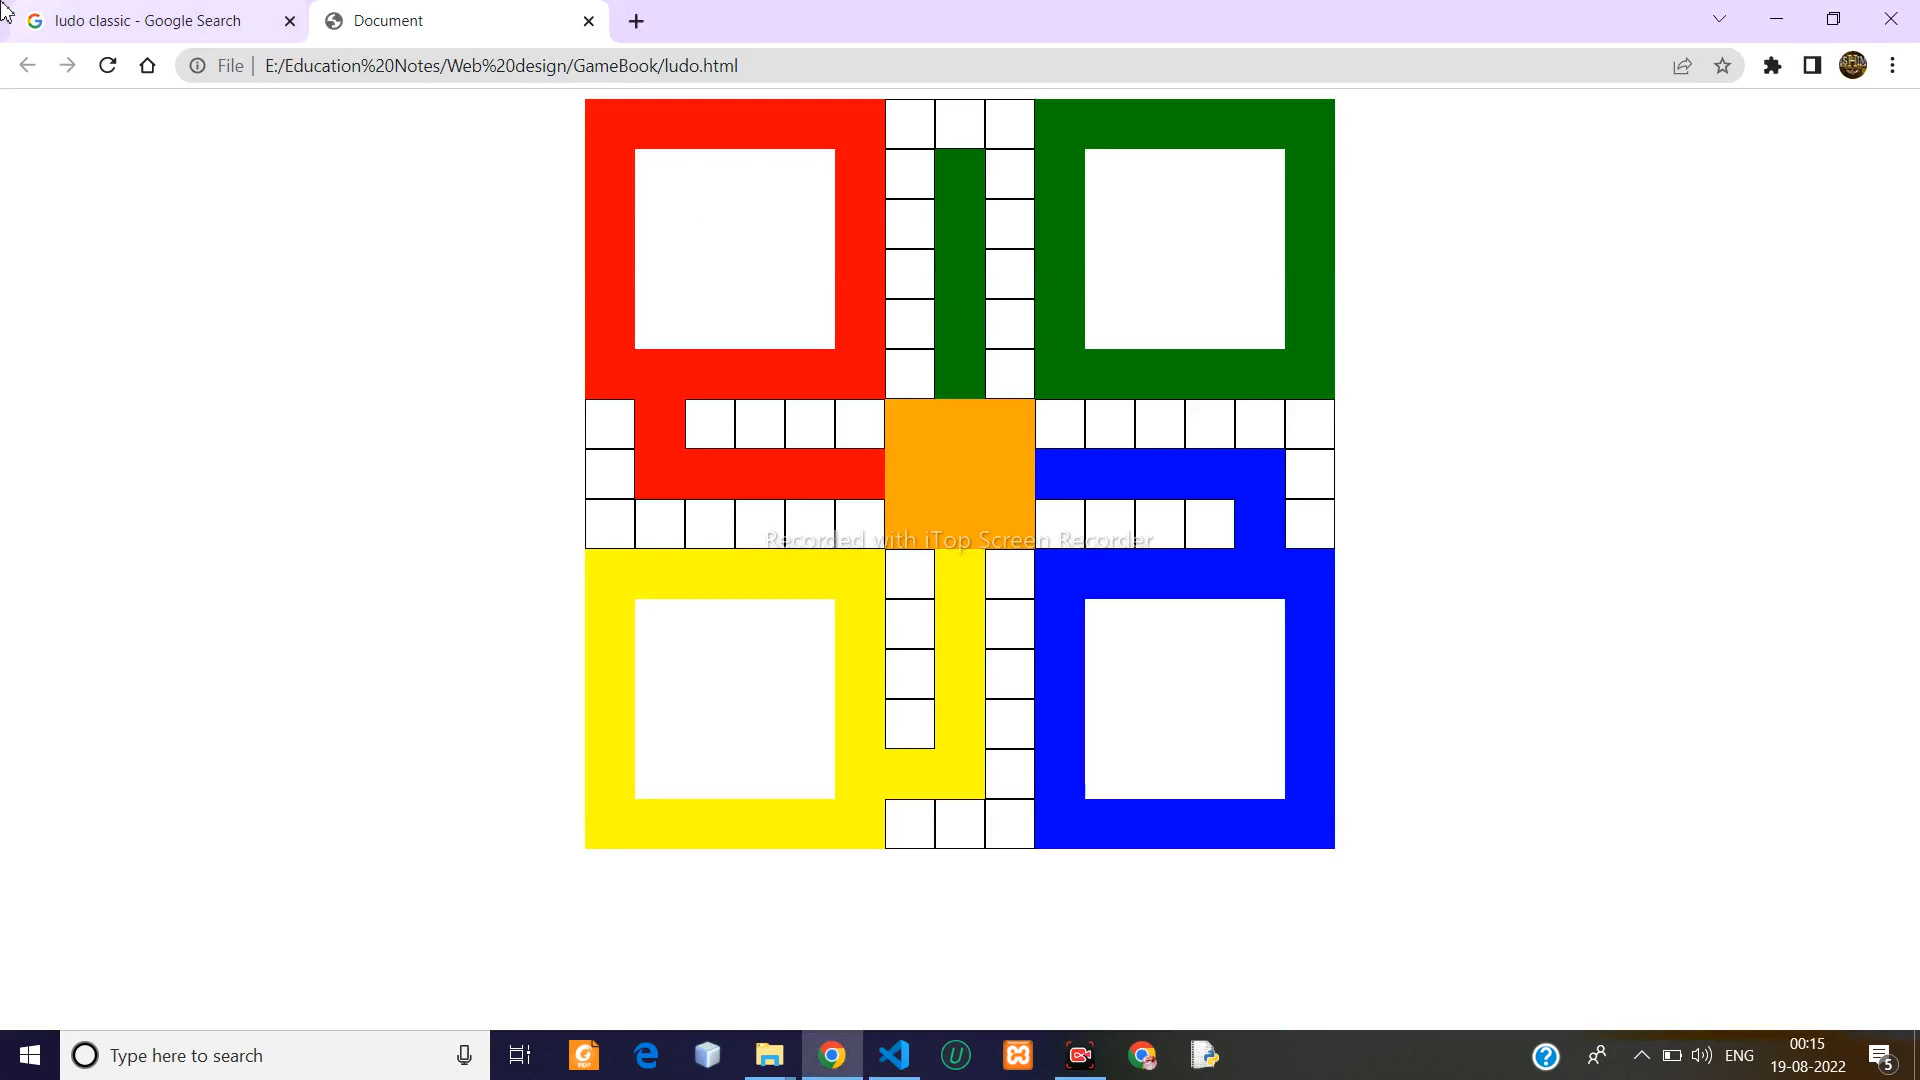 ludo classic - Google Search
Document
File
E:/Education%20Notes/Web%20design/GameBook/ludo.html
Recorded with iTop Screen Recorder
Type here to search
ENG
00:15
19-08-2022
5